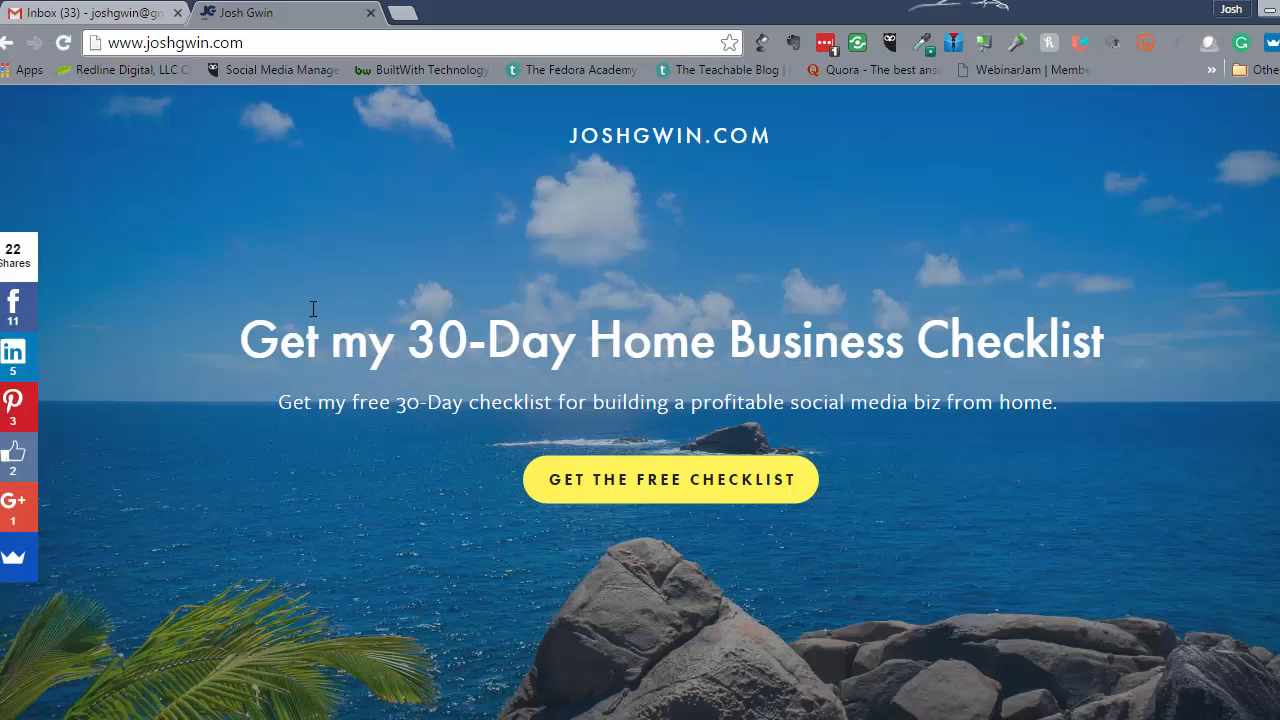 Inbox (33) - joshgwin@gn
Josh Gwin
Josh
www.joshgwin.com
1
Apps
Redline Digital, LLC C
Social Media Manage
BuiltWith Technology
The Fedora Academy
The Teachable Blog |
Quora - The best ans
WebinarJam | Membe
»
Othe
JOSHGWIN.COM
22
Shares
11
5
3
2
G+
1
Get my 30-Day Home Business Checklist
Get my free 30-Day checklist for building a profitable social media biz from home.
GET THE FREE CHECKLIST